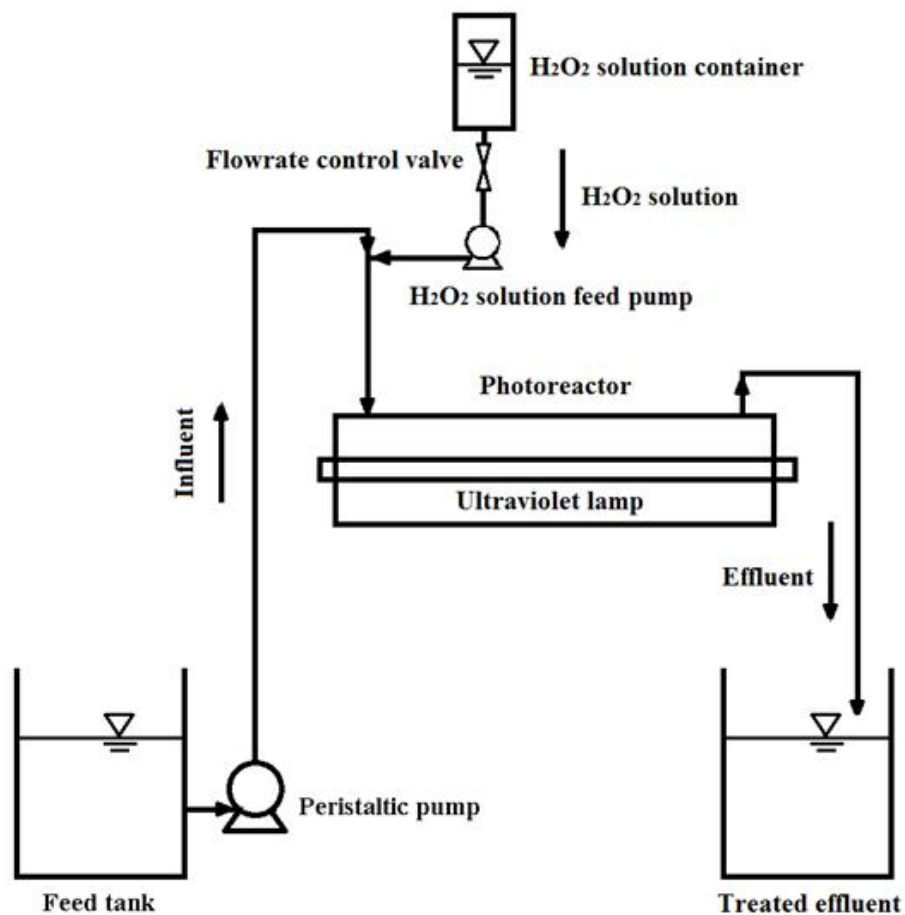 H2O2 solution container
Flowrate control valve
H2O2 solution
H2O2 solution feed pump
Photoreactor
Influent
Ultraviolet lamp
Effluent
Peristaltic pump
Feed tank
Treated effluent